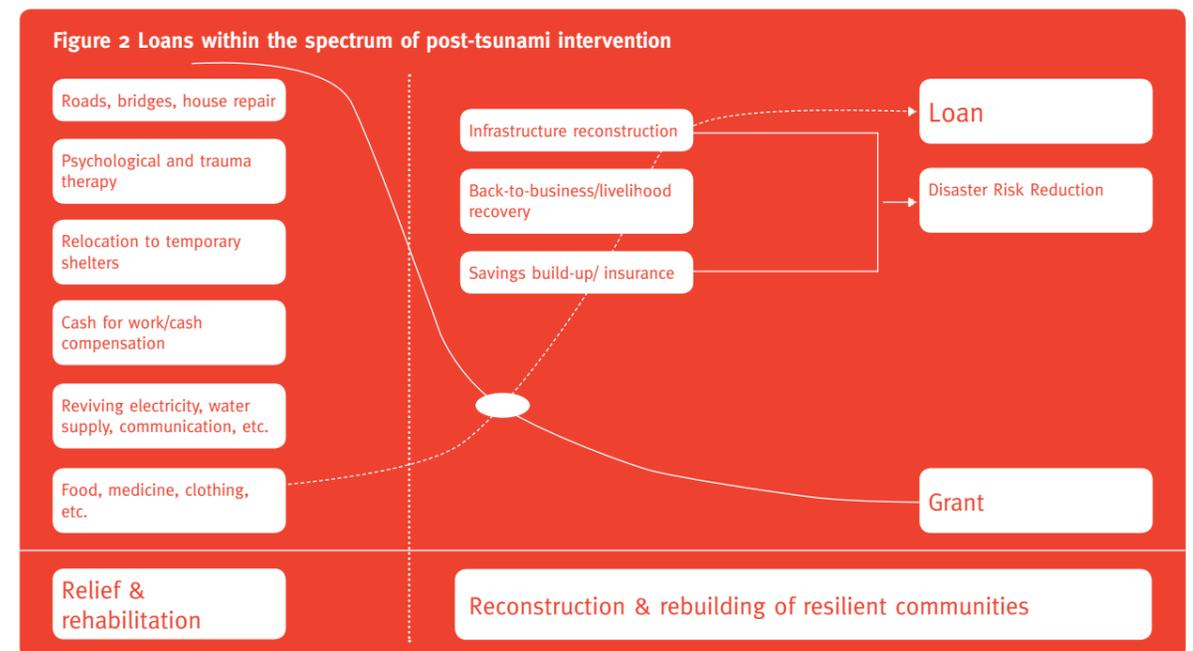 Figure 2 Loans within the spectrum of post-tsunami intervention
Roads, bridges, house repair
Psychological and trauma
therapy
Relocation to temporary
shelters
Cash for work/cash
compensation
Reviving electricity, water
supply, communication, etc.
Food, medicine, clothing,
etc.
Infrastructure reconstruction
Back-to-business/livelihood
recovery
Savings build-up/ insurance
Loan
Disaster Risk Reduction
Grant
Relief &
rehabilitation
Reconstruction & rebuilding of resilient communities